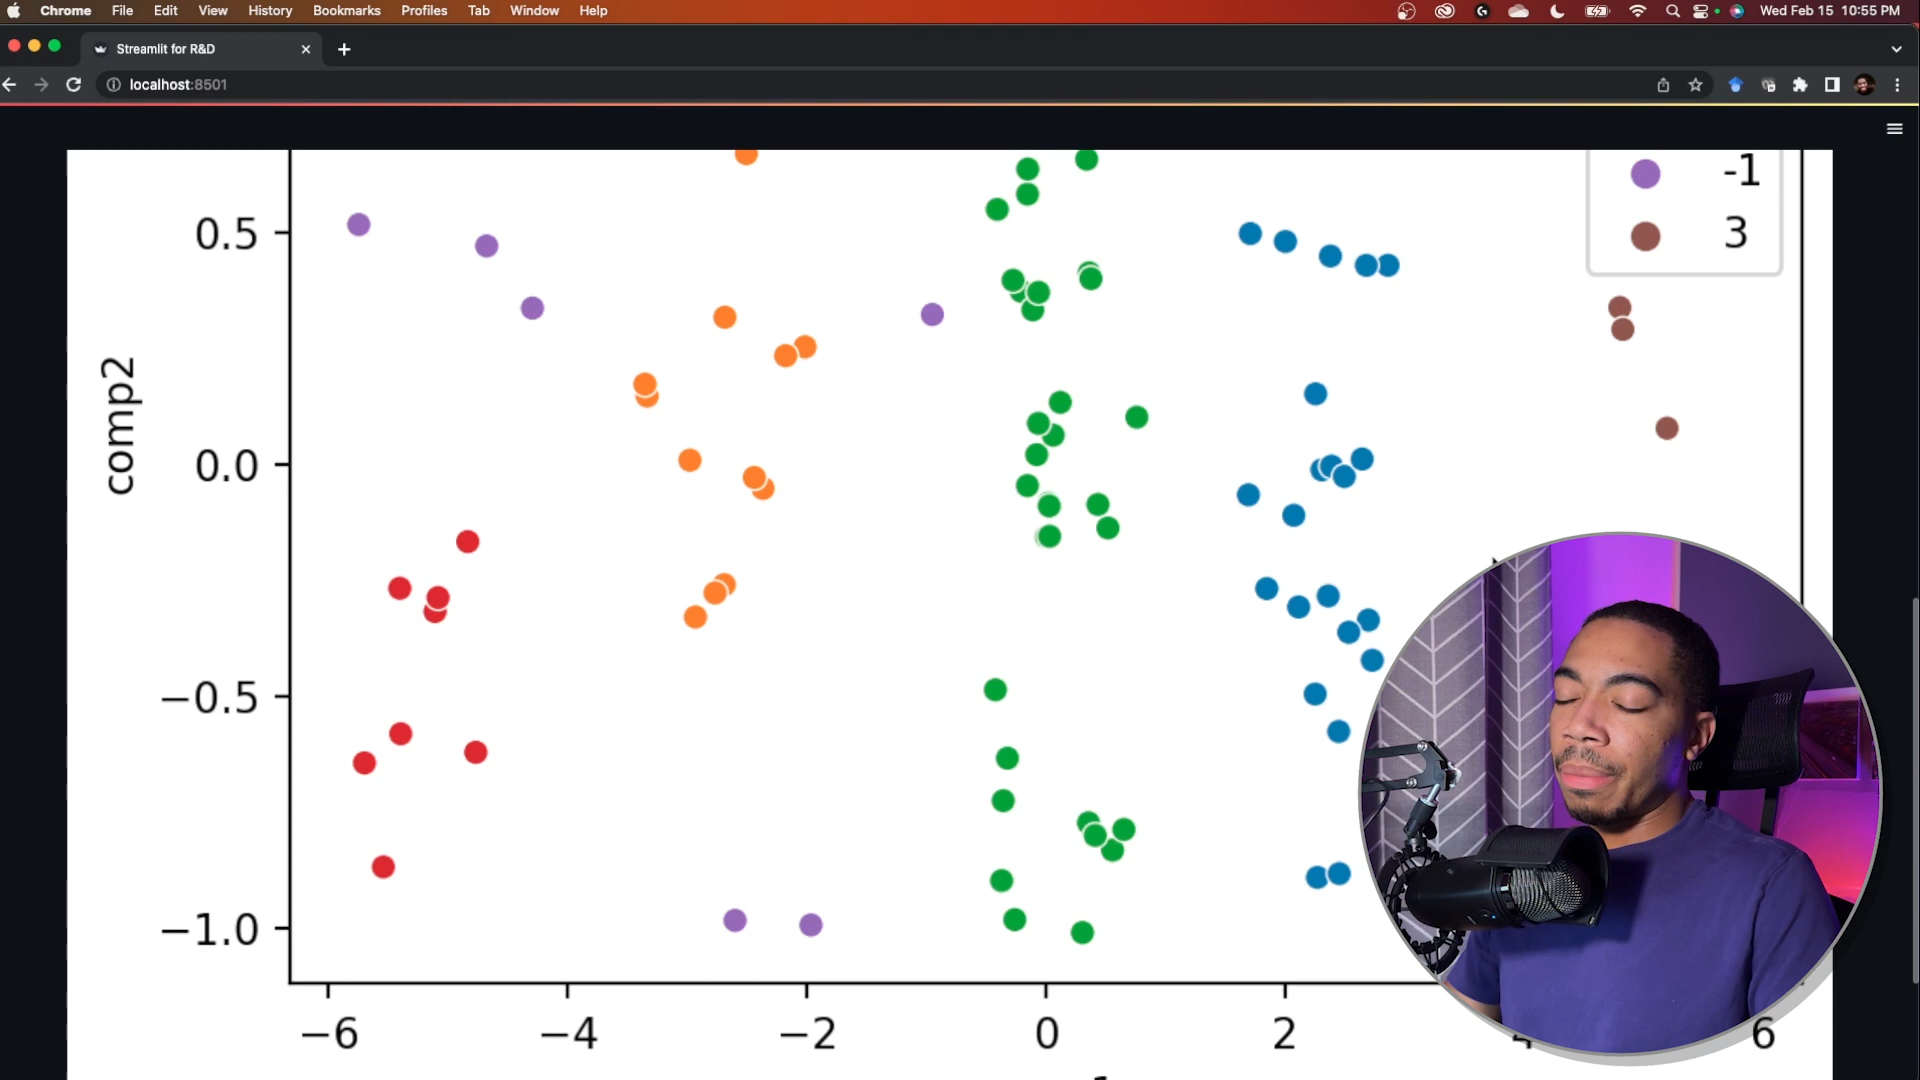 Chrome File Edit View History Bookmarks Profiles Tab Window Help Wed Feb 15 10:55 PM
Streamlit for R&D
localhost:8501
-1
0.5
3
comp2
0.0
−0.5
−1.0
−6 −4 −2 0 2 6